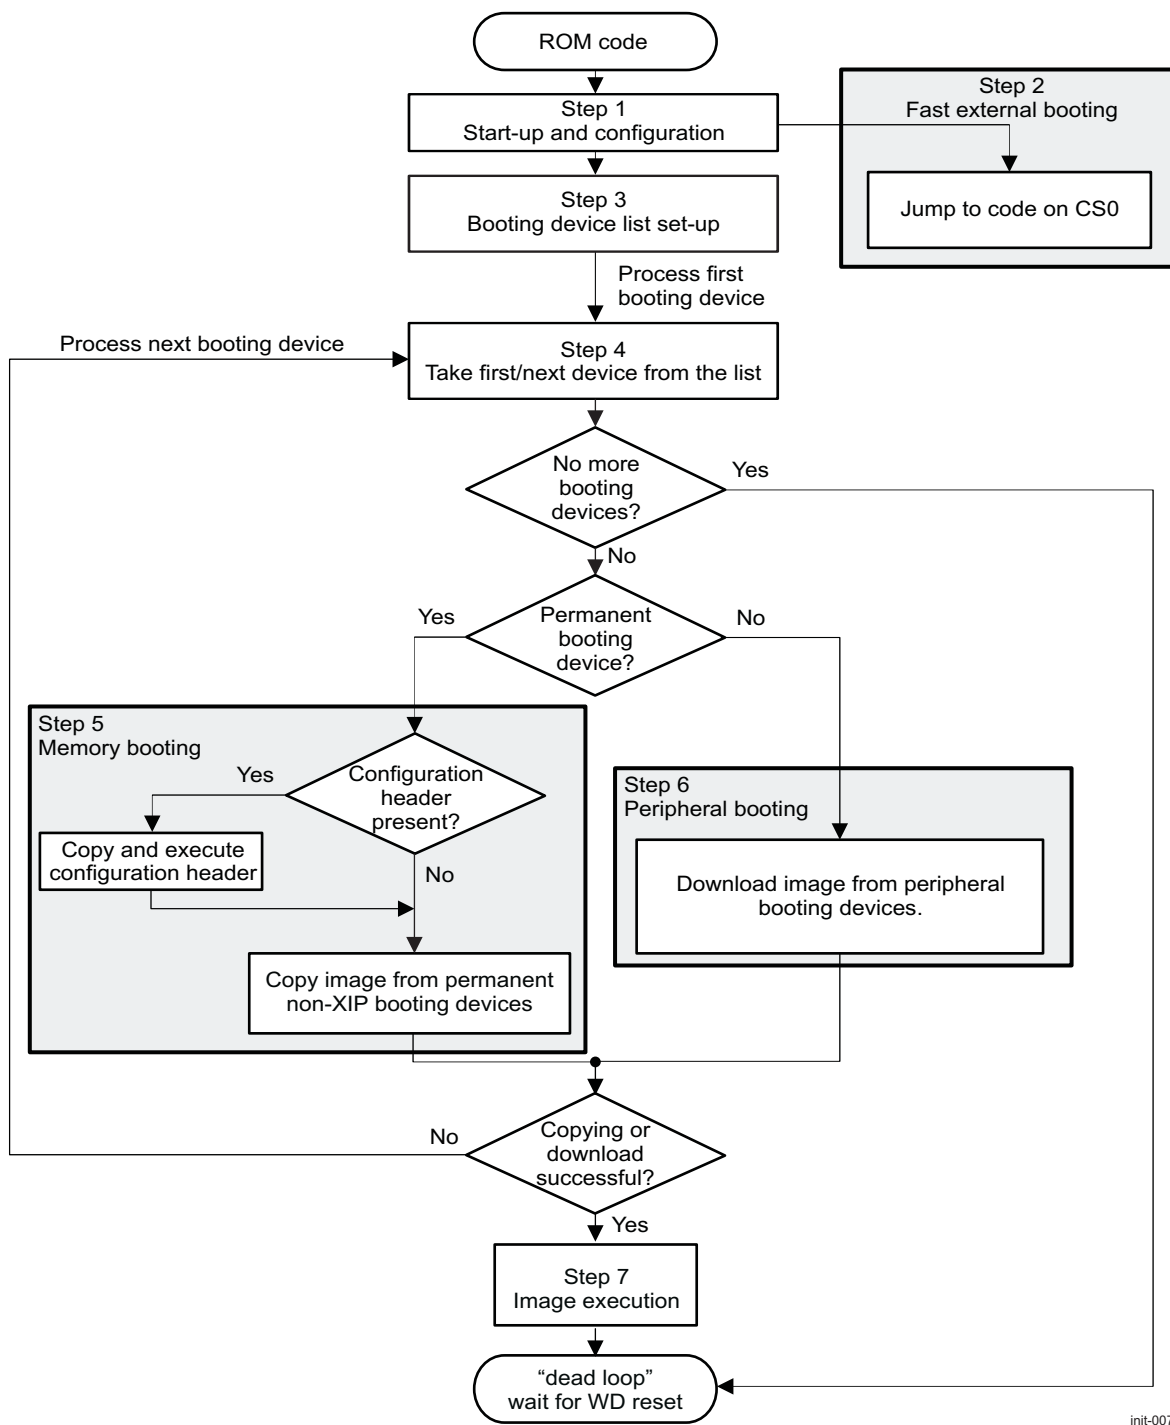 ROM code
Step 1
Start-up and configuration
Step 2
Fast external booting
Jump to code on CS0
Step 3
Booting device list set-up
Process first
booting device
Process next booting device
Step 4
Take first/next device from the list
No more
booting
devices?
Yes
No
Permanent
booting
device?
Yes
No
Step 5
Memory booting
Configuration
header
present?
Yes
Copy and execute
configuration header
No
Copy image from permanent
non-XIP booting devices
Step 6
Peripheral booting
Download image from peripheral
booting devices.
Copying or
download
successful?
No
Yes
Step 7
Image execution
“dead loop”
wait for WD reset
init-007